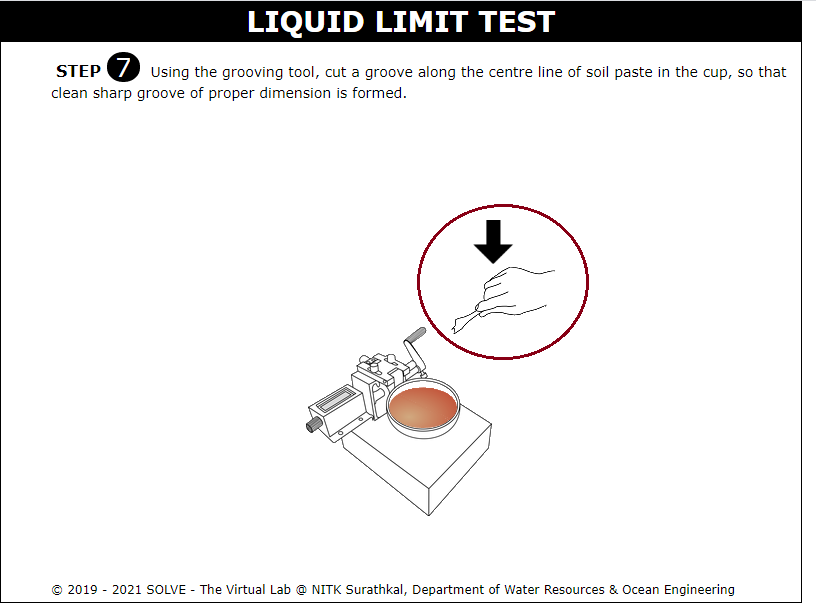 LIQUID LIMIT TEST
STEP 7 Using the grooving tool, cut a groove along the centre line of soil paste in the cup, so that
clean sharp groove of proper dimension is formed.
© 2019 - 2021 SOLVE - The Virtual Lab @ NITK Surathkal, Department of Water Resources & Ocean Engineering